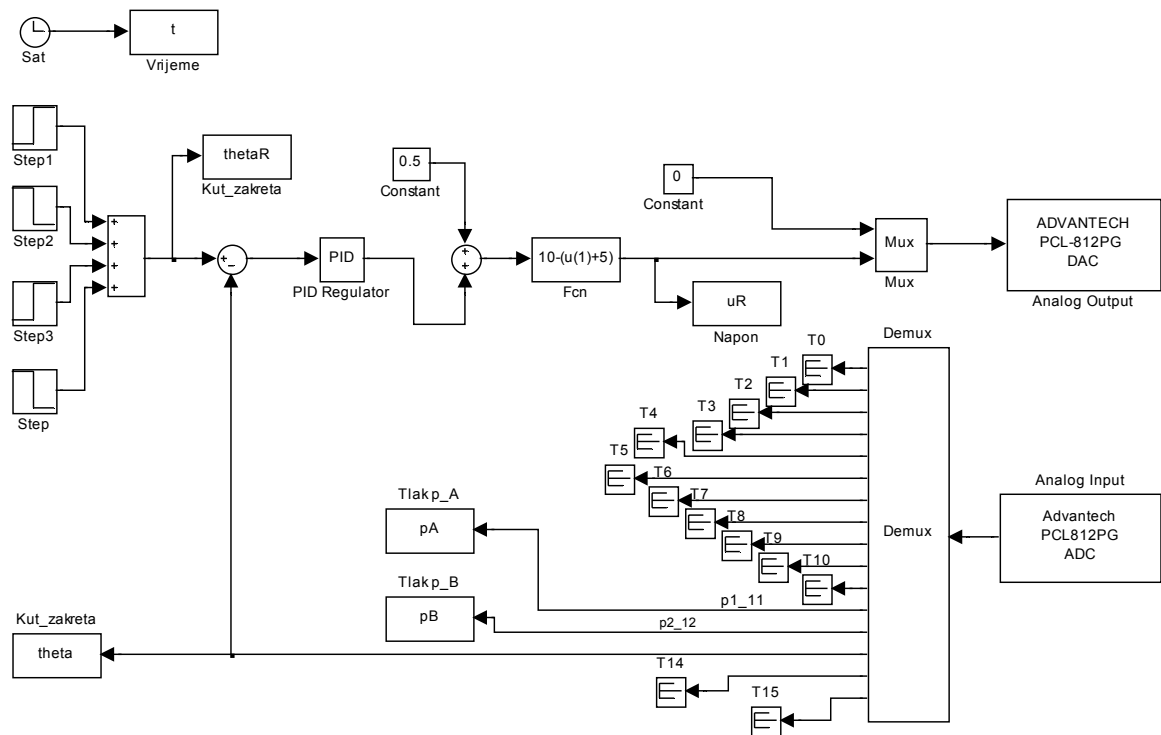 t
Sat
Vrijeme
Step1
+
+
+
+
thetaR
Kut_zakreta
0.5
Constant
0
Constant
Step2
+
−
PID
PID Regulator
+
+
10-(u(1)+5)
Fcn
Mux
Mux
ADVANTECH
PCL-812PG
DAC
Analog Output
Step3
uR
Napon
Step
Demux
T0
T1
T2
T3
T4
T5
T6
T7
T8
T9
T10
Demux
Analog Input
Advantech
PCL812PG
ADC
Tlak p_A
pA
Tlak p_B
pB
p1_11
p2_12
Kut_zakreta
theta
T14
T15